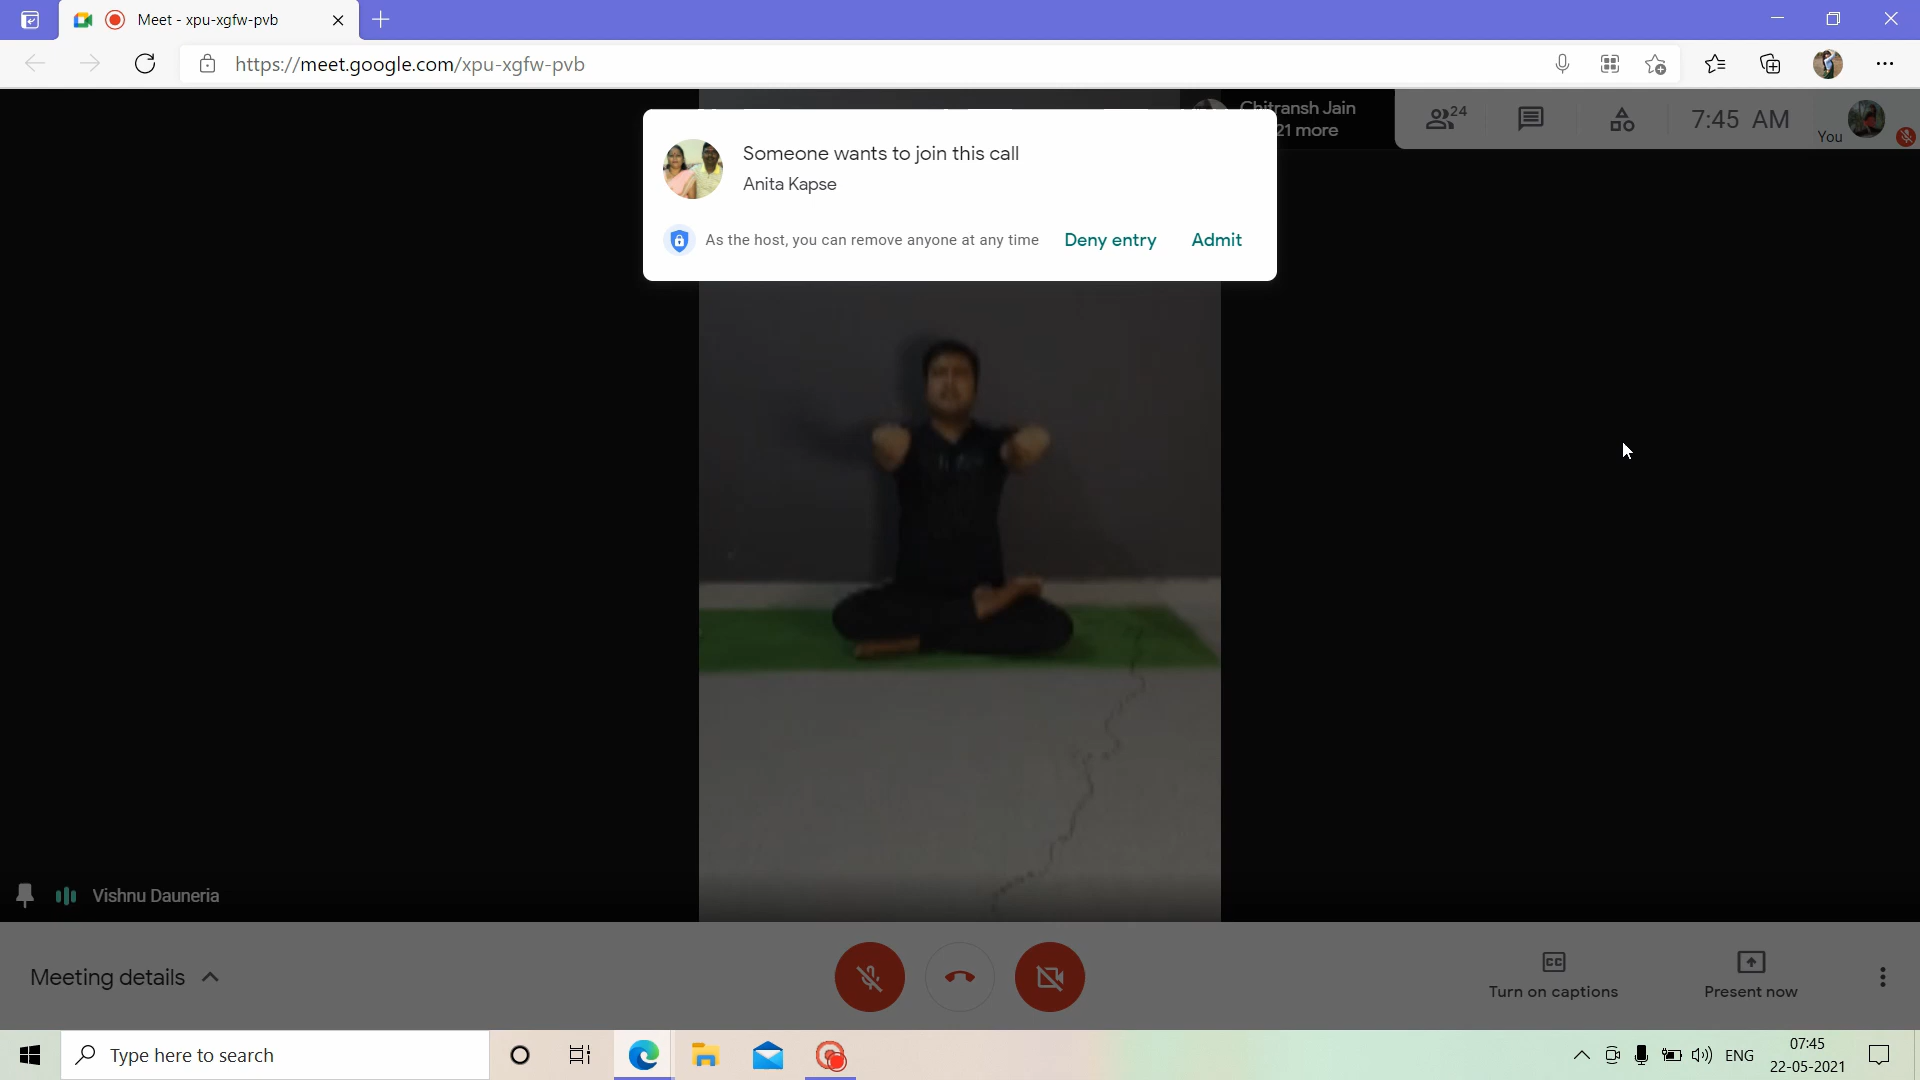 Meet - xpu-xgfw-pvb
https://meet.google.com/xpu-xgfw-pvb
Chitransh Jain
21 more
24
7:45 AM
You
Someone wants to join this call
Anita Kapse
As the host, you can remove anyone at any time
Deny entry
Admit
Vishnu Dauneria
Meeting details
CC
Turn on captions
Present now
Type here to search
ENG
07:45
22-05-2021